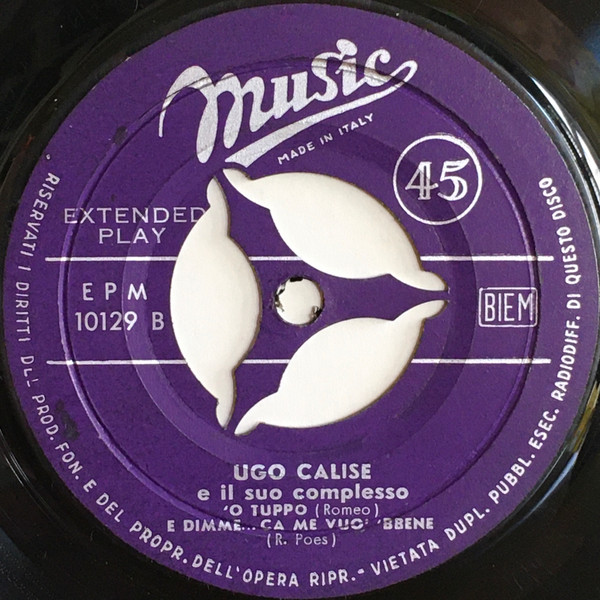 music
MADE IN ITALY
45
EXTENDED
PLAY
EPM
10129 B
BIEM
UGO CALISE
e il suo complesso
'O TUPPO (Romeo)
E DIMME... CA ME VUO' 'BBENE
(R. Poes)
RISERVATI I DIRITTI DEL PROD. FON. E DEL PROPR. DELL'OPERA RIPR. - VIETATA DUPL. PUBBL. ESEC. RADIODIFF. DI QUESTO DISCO